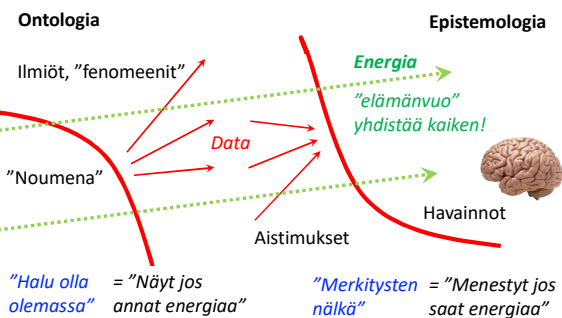 Ontologia
Epistemologia
Ilmiöt, ”fenomeenit”
Energia
”elämänvuo”
yhdistää kaiken!
Data
”Noumena”
Havainnot
Aistimukset
”Halu olla
olemassa”
= ”Näyt jos
annat energiaa”
”Merkitysten
nälkä”
= ”Menestyt jos
saat energiaa”